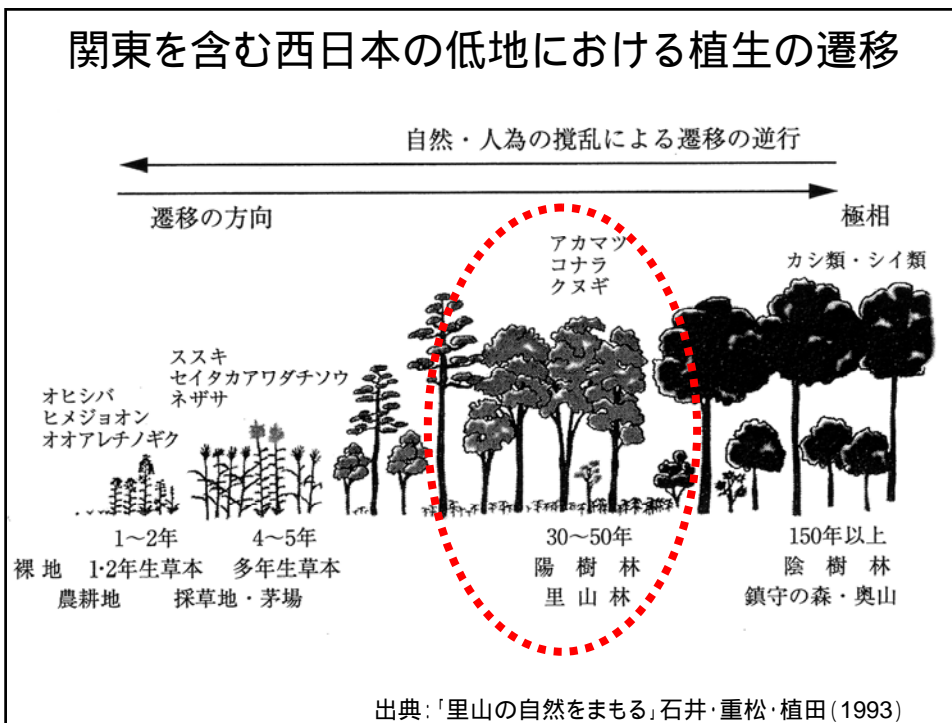 関東を含む西日本の低地における植生の遷移
自然・人為の撹乱による遷移の逆行
遷移の方向
極相
アカマツ
コナラ
クヌギ
カシ類・シイ類
ススキ
セイタカアワダチソウ
ネザサ
オヒシバ
ヒメジョオン
オオアレチノギク
1〜2年
4〜5年
30〜50年
150年以上
裸地 1・2年生草本 多年生草本 陽樹林 陰樹林
農耕地 採草地・茅場 里山林 鎮守の森・奥山
出典:「里山の自然をまもる」石井・重松・植田(1993)